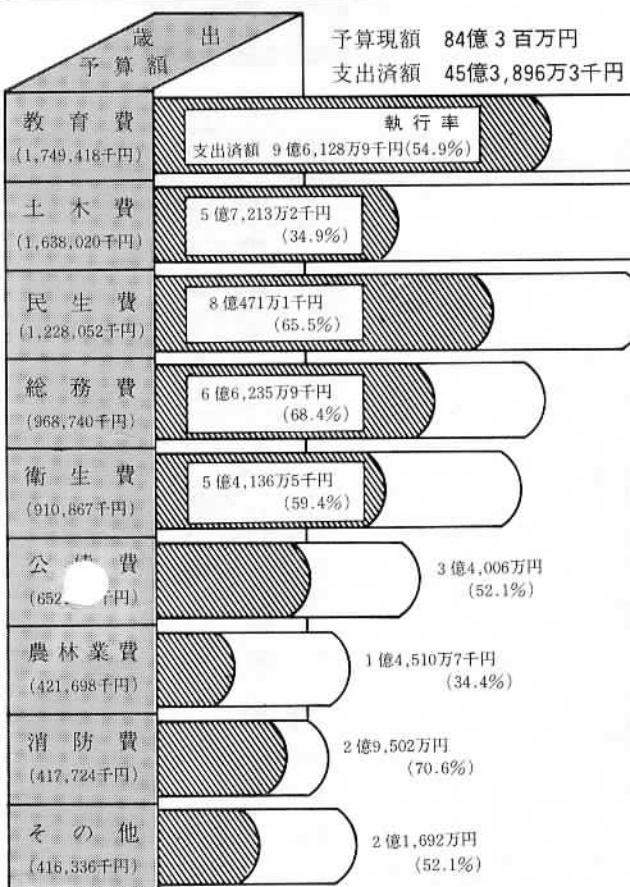 歳出
予算額
予算現額 84億3百万円
支出済額 45億3,896万3千円
教育費
(1,749,418千円)
執行率
支出済額 9億6,128万9千円(54.9%)
土木費
(1,638,020千円)
5億7,213万2千円
(34.9%)
民生費
(1,228,052千円)
8億471万1千円
(65.5%)
総務費
(968,740千円)
6億6,235万9千円
(68.4%)
衛生費
(910,867千円)
5億4,136万5千円
(59.4%)
公債費
(652, 千円)
3億4,006万円
(52.1%)
農林業費
(421,698千円)
1億4,510万7千円
(34.4%)
消防費
(417,724千円)
2億9,502万円
(70.6%)
その他
(416,336千円)
2億1,692万円
(52.1%)